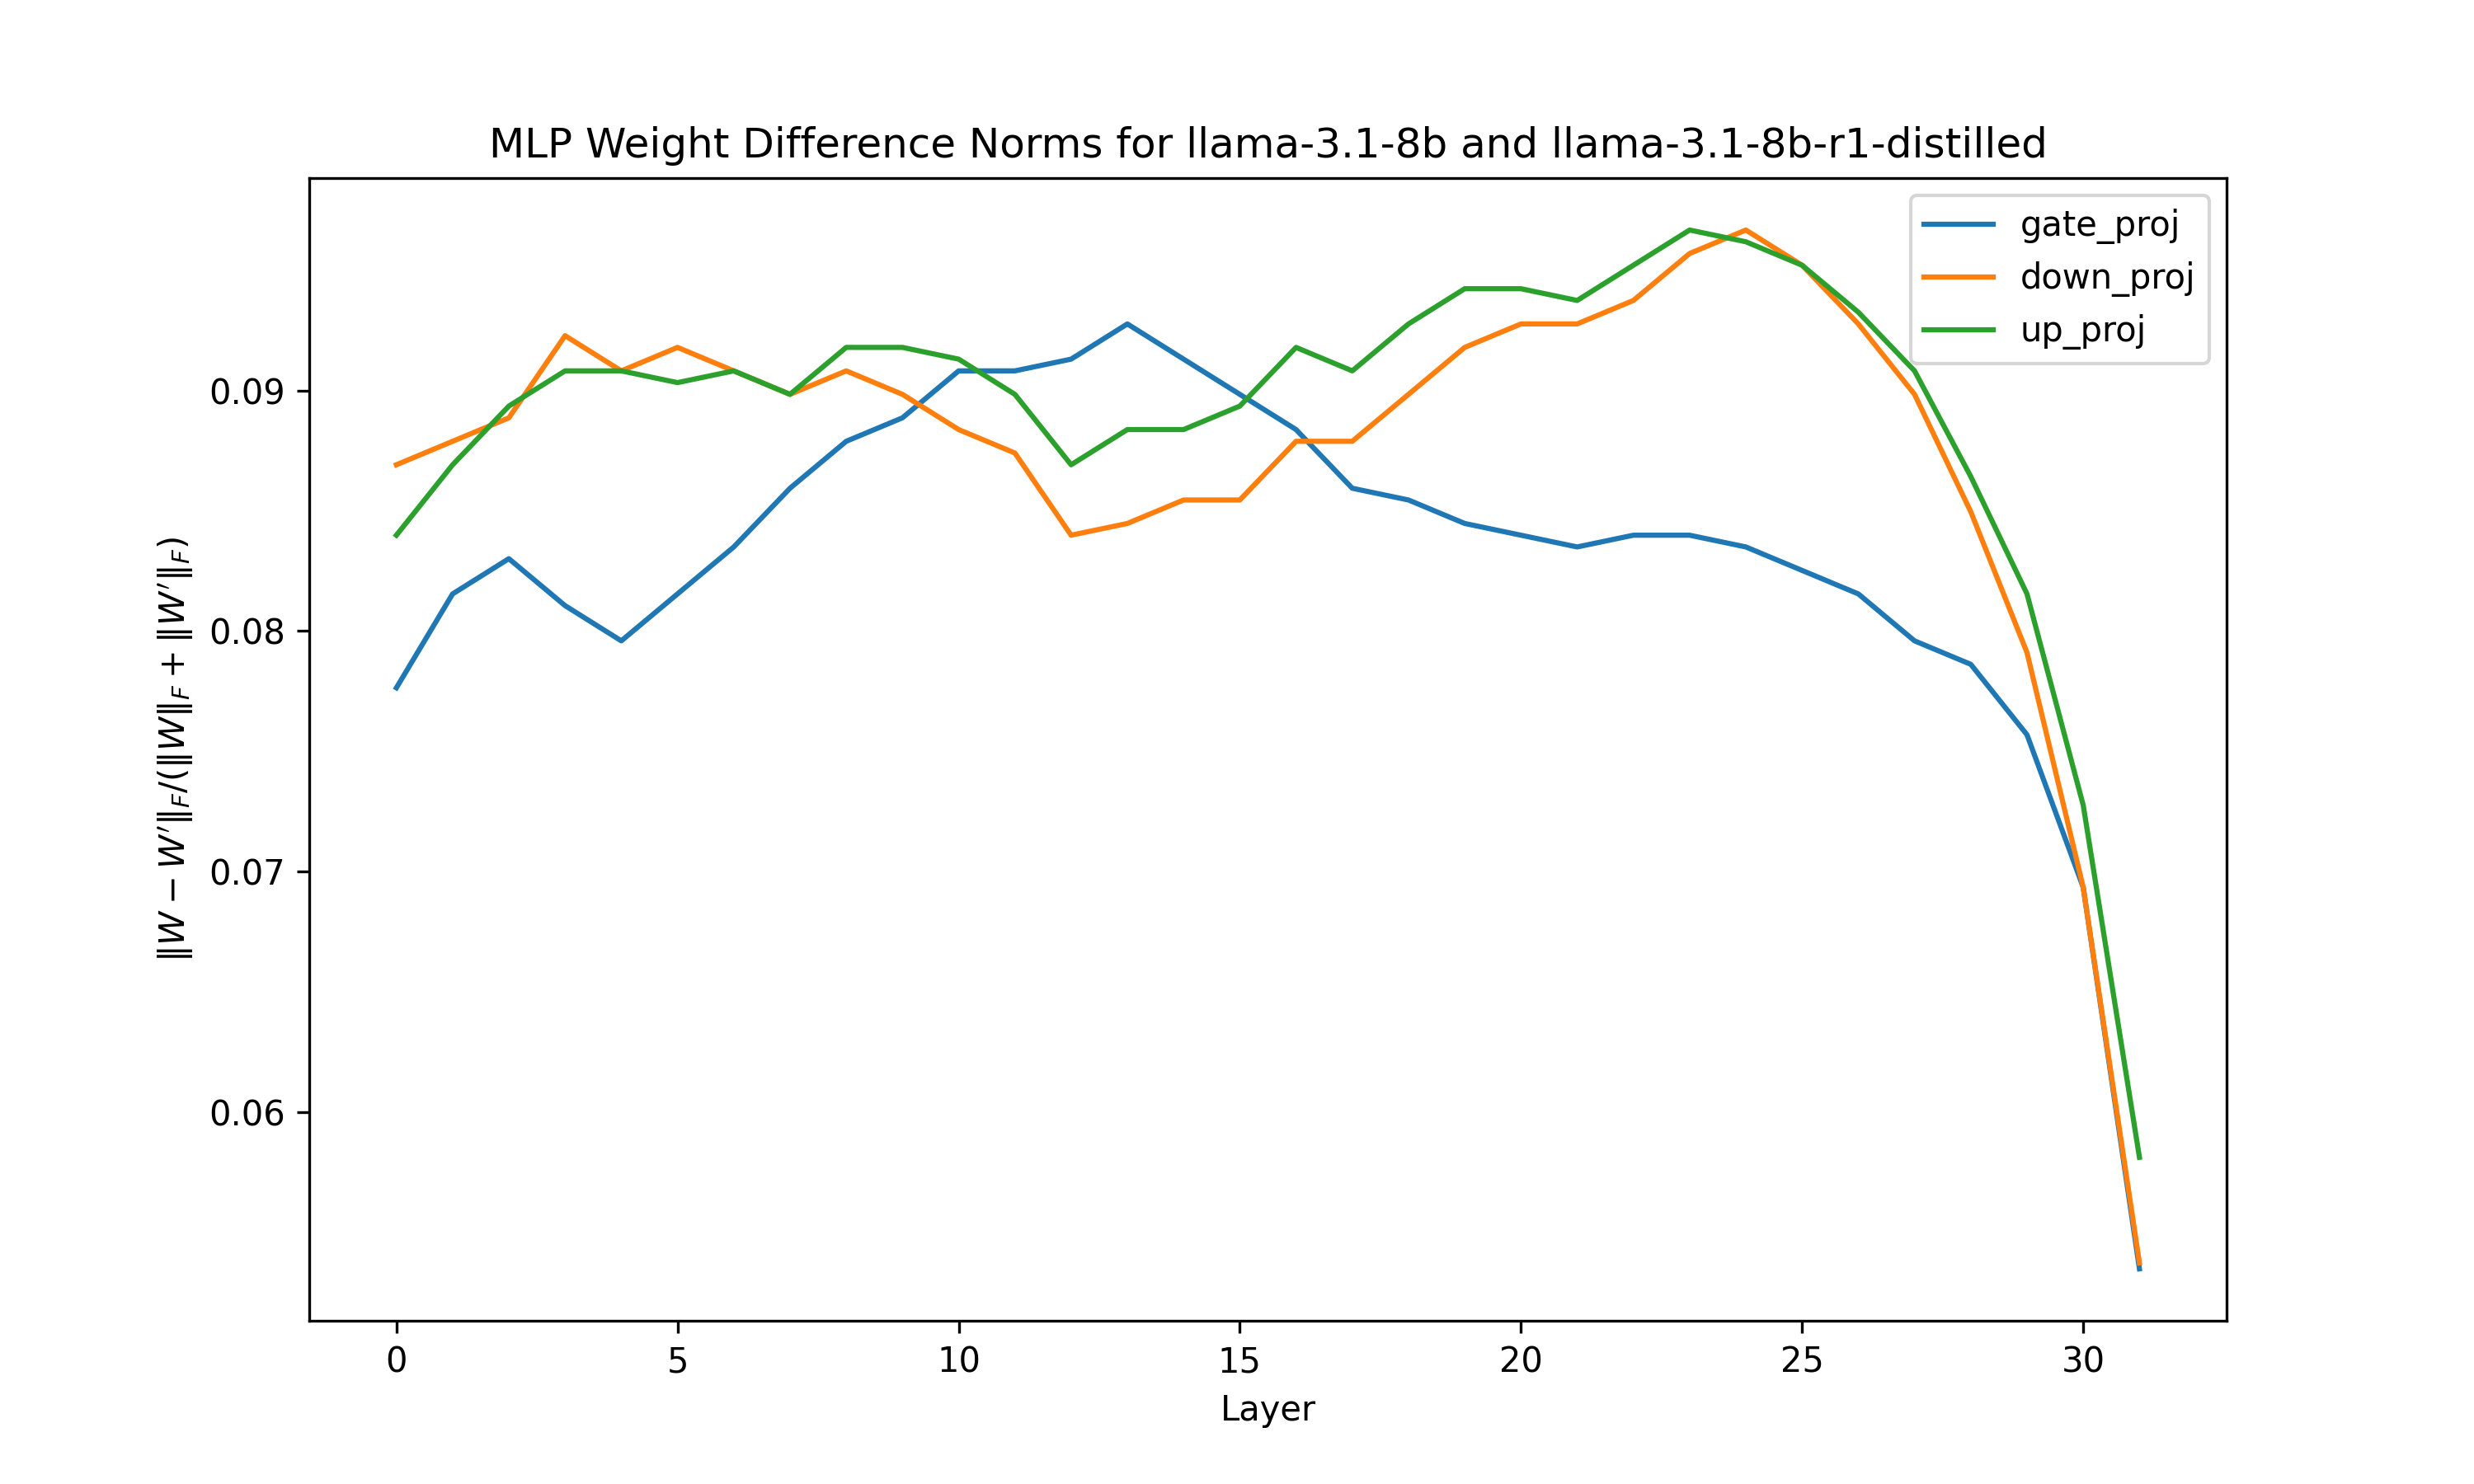 MLP Weight Difference Norms for llama-3.1-8b and llama-3.1-8b-r1-distilled
gate_proj
down_proj
up_proj
‖W − W′‖F/(‖W‖F + ‖W′‖F)
0.09
0.08
0.07
0.06
0 5 10 15 20 25 30
Layer